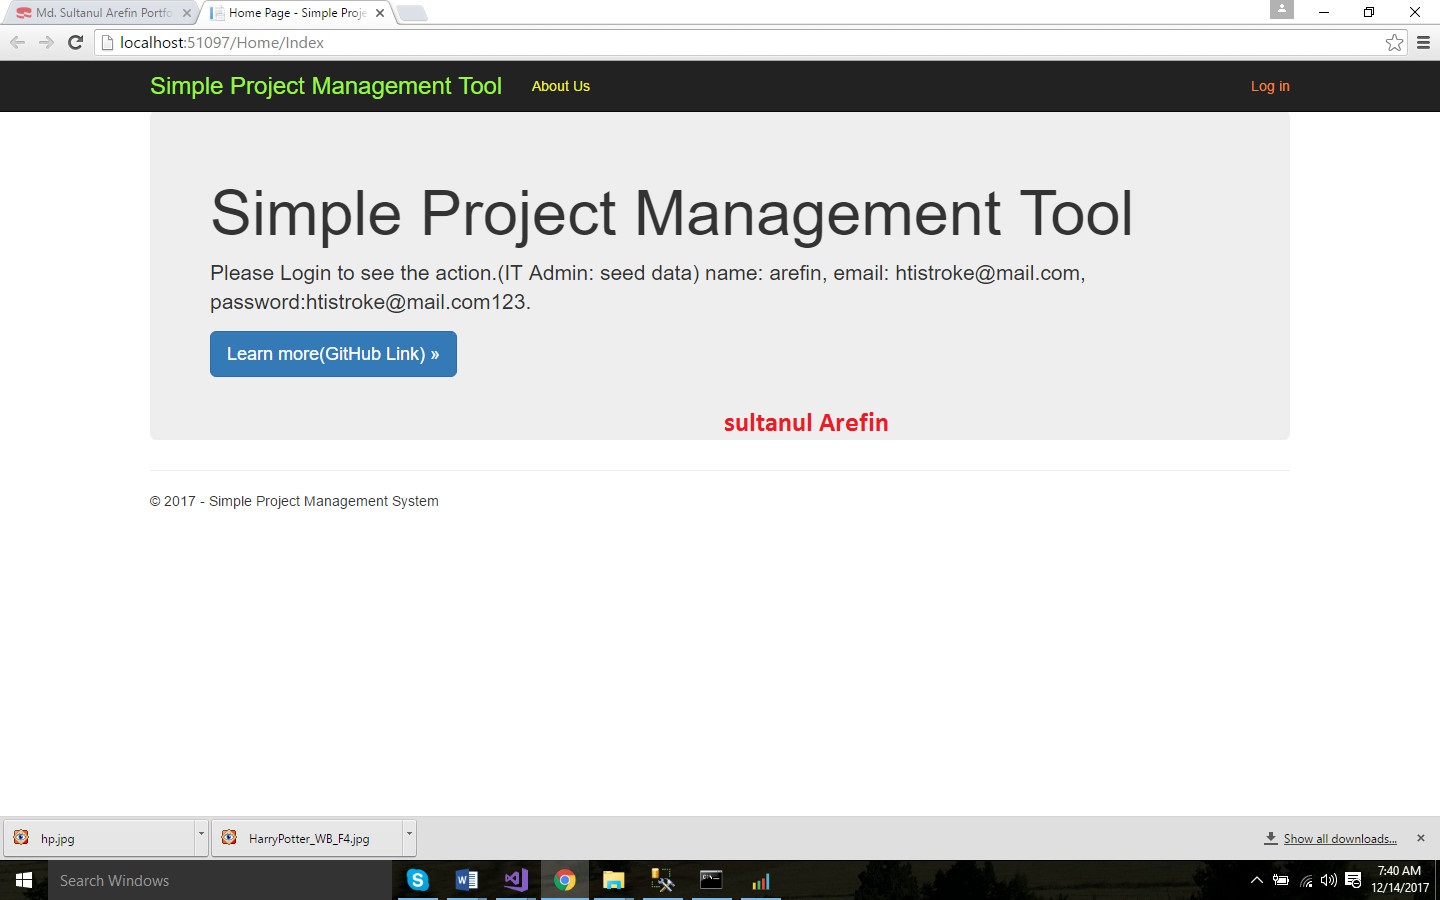 Md. Sultanul Arefin Portfo
Home Page - Simple Proje
localhost:51097/Home/Index
Simple Project Management Tool
About Us
Log in
Simple Project Management Tool
Please Login to see the action.(IT Admin: seed data) name: arefin, email: htistroke@mail.com,
password:htistroke@mail.com123.
Learn more(GitHub Link) »
sultanul Arefin
© 2017 - Simple Project Management System
hp.jpg
HarryPotter_WB_F4.jpg
Show all downloads...
Search Windows
7:40 AM
12/14/2017